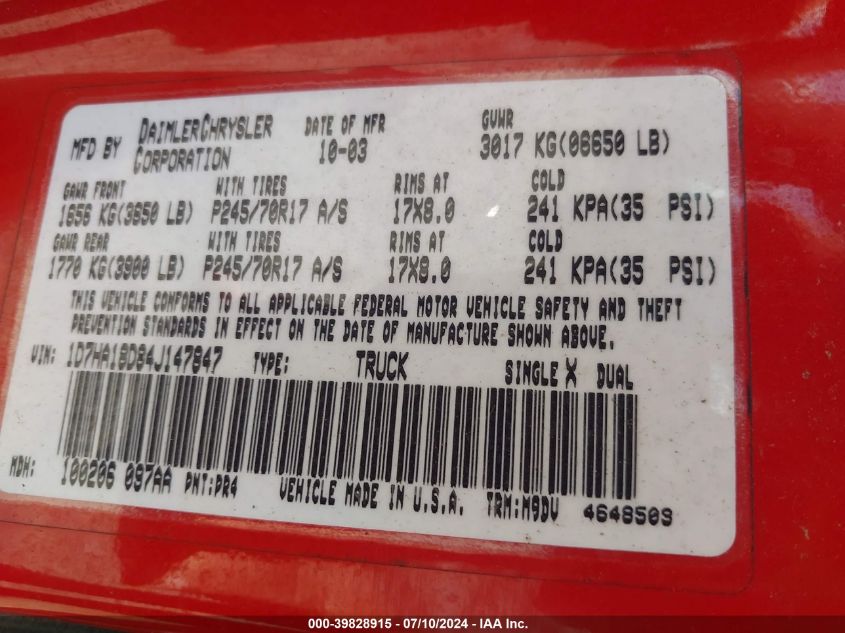 MFD BY DAIMLERCHRYSLER CORPORATION
DATE OF MFR 10-03
GVWR 3017 KG(06650 LB)
GAWR FRONT WITH TIRES RIMS AT COLD
1656 KG(3650 LB) P245/70R17 A/S 17X8.0 241 KPA(35 PSI)
GAWR REAR WITH TIRES RIMS AT COLD
1770 KG(3900 LB) P245/70R17 A/S 17X8.0 241 KPA(35 PSI)
THIS VEHICLE CONFORMS TO ALL APPLICABLE FEDERAL MOTOR VEHICLE SAFETY AND THEFT
PREVENTION STANDARDS IN EFFECT ON THE DATE OF MANUFACTURE SHOWN ABOVE.
VIN: 1D7HA18D84J147847 TYPE: TRUCK SINGLE X DUAL
MDH: 100206 097AA PNT:PR4 VEHICLE MADE IN U.S.A. TRM:M9DV 4648509
000-39828915 / 07/10/2024 - IAA Inc.